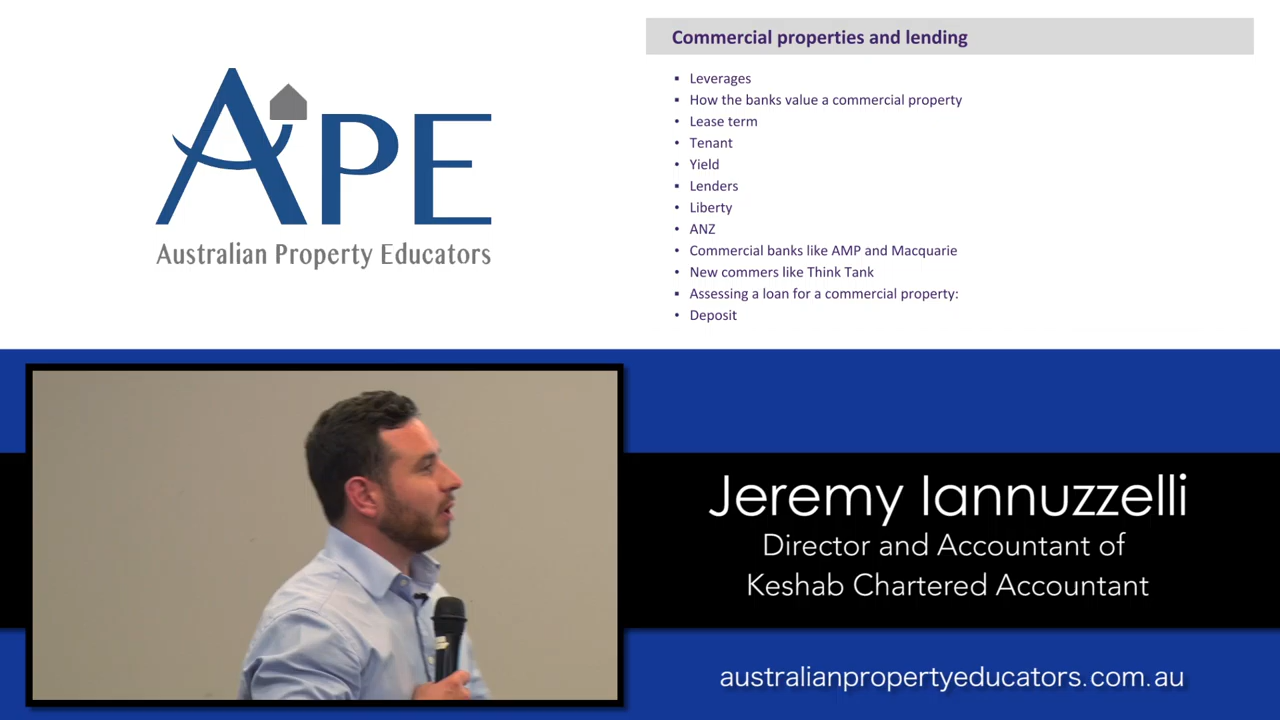 APE
Australian Property Educators
Commercial properties and lending
▪ Leverages
▪ How the banks value a commercial property
• Lease term
• Tenant
• Yield
▪ Lenders
• Liberty
• ANZ
• Commercial banks like AMP and Macquarie
• New commers like Think Tank
▪ Assessing a loan for a commercial property:
• Deposit
Jeremy Iannuzzelli
Director and Accountant of
Keshab Chartered Accountant
australianpropertyeducators.com.au